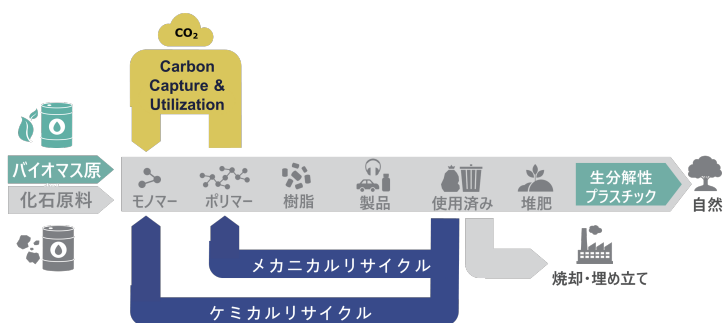 CO₂
Carbon
Capture &
Utilization
バイオマス原
化石原料
モノマー
ポリマー
樹脂
製品
使用済み
堆肥
生分解性
プラスチック
自然
メカニカルリサイクル
焼却・埋め立て
ケミカルリサイクル